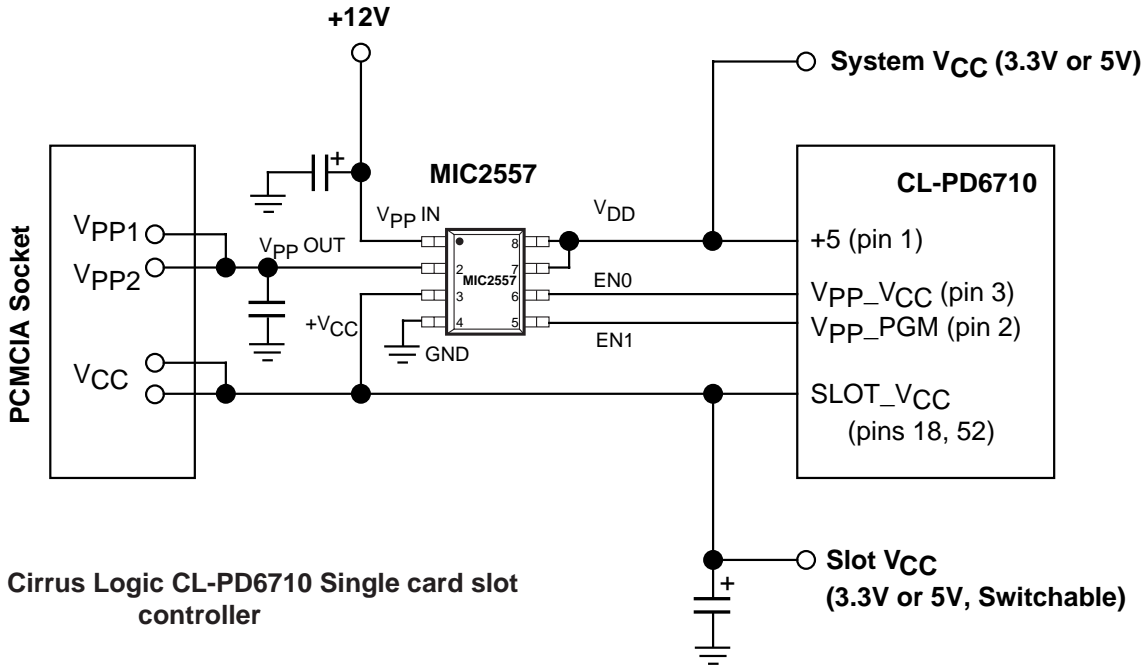 +12V
System VCC (3.3V or 5V)
+
MIC2557
CL-PD6710
PCMCIA Socket
VPP1
VPP2
VCC
VPP IN
VPP OUT
+VCC
GND
MIC2557
2
3
4
8
7
6
5
VDD
EN0
EN1
+5 (pin 1)
VPP_VCC (pin 3)
VPP_PGM (pin 2)
SLOT_VCC
(pins 18, 52)
Slot VCC
(3.3V or 5V, Switchable)
+
Cirrus Logic CL-PD6710 Single card slot
controller